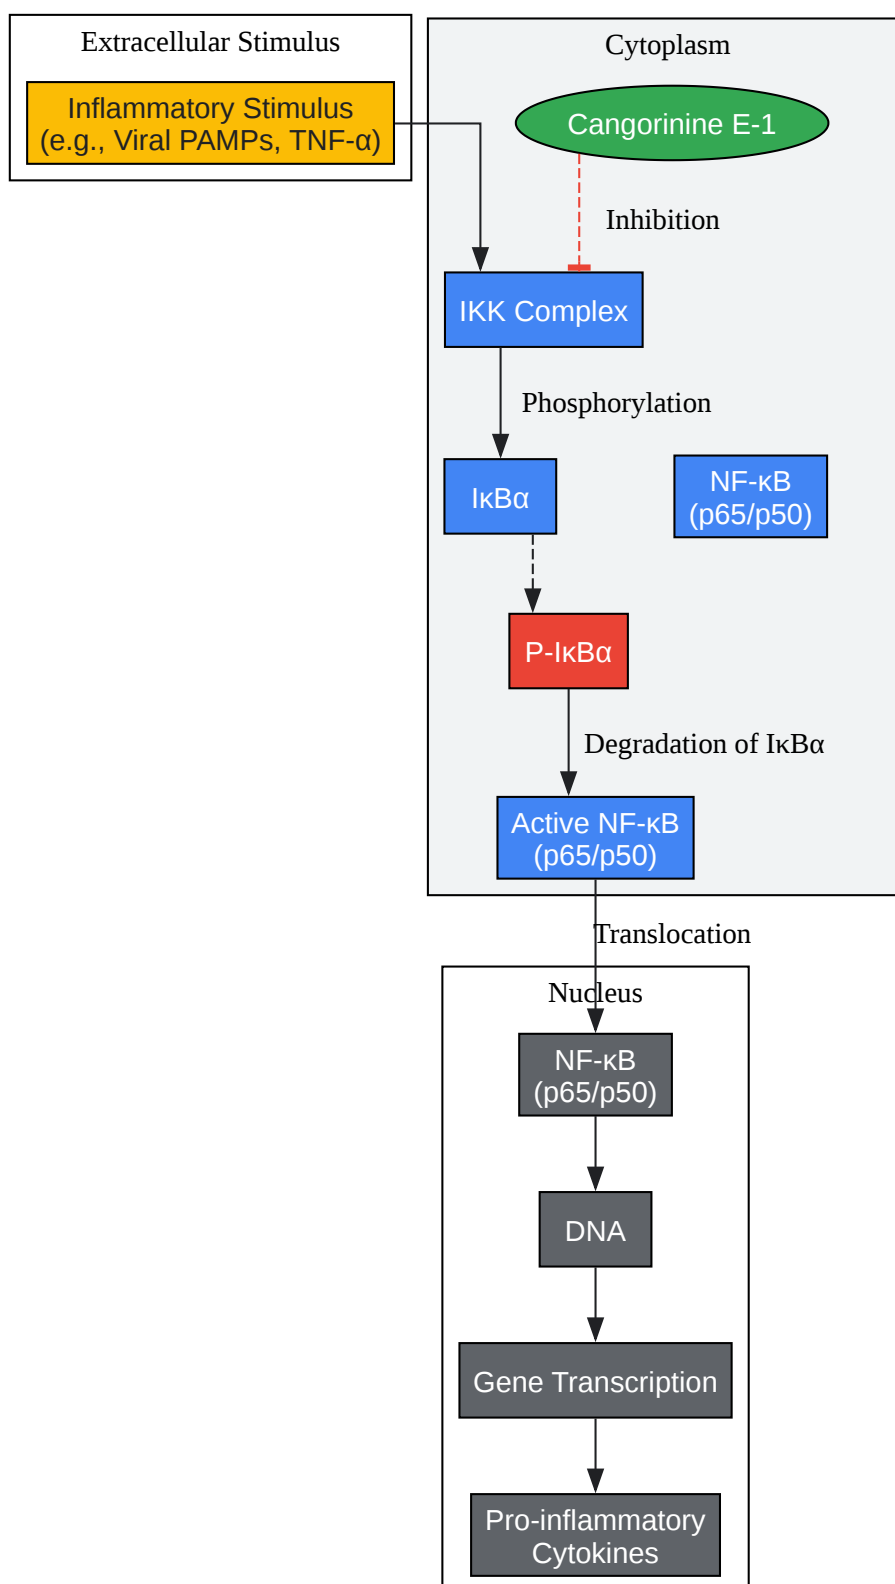 Extracellular Stimulus
Inflammatory Stimulus
(e.g., Viral PAMPs, TNF-α)
Cytoplasm
Cangorinine E-1
Inhibition
IKK Complex
Phosphorylation
IκBα
NF-κB
(p65/p50)
P-IκBα
Degradation of IκBα
Active NF-κB
(p65/p50)
Translocation
Nucleus
NF-κB
(p65/p50)
DNA
Gene Transcription
Pro-inflammatory
Cytokines